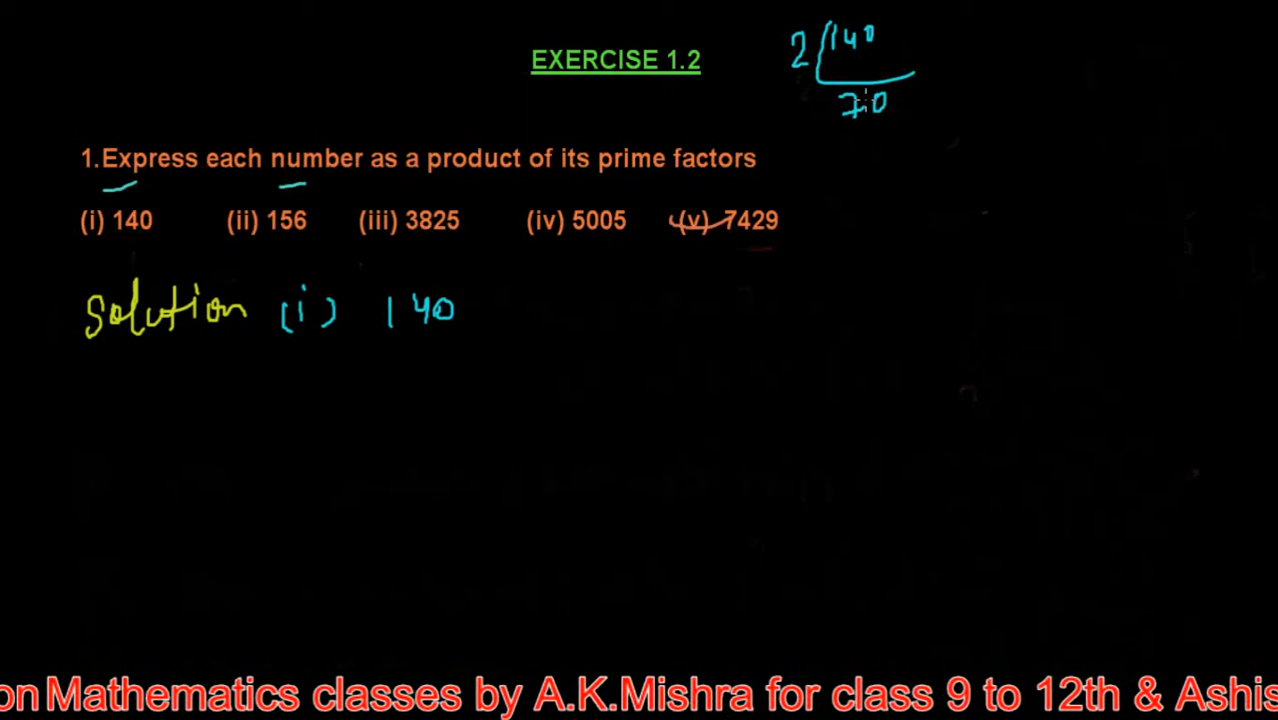 EXERCISE 1.2
2 140
70
1.Express each number as a product of its prime factors
(i) 140 (ii) 156 (iii) 3825 (iv) 5005 (v) 7429
Solution (i) 140
on Mathematics classes by A.K.Mishra for class 9 to 12th & Ashis